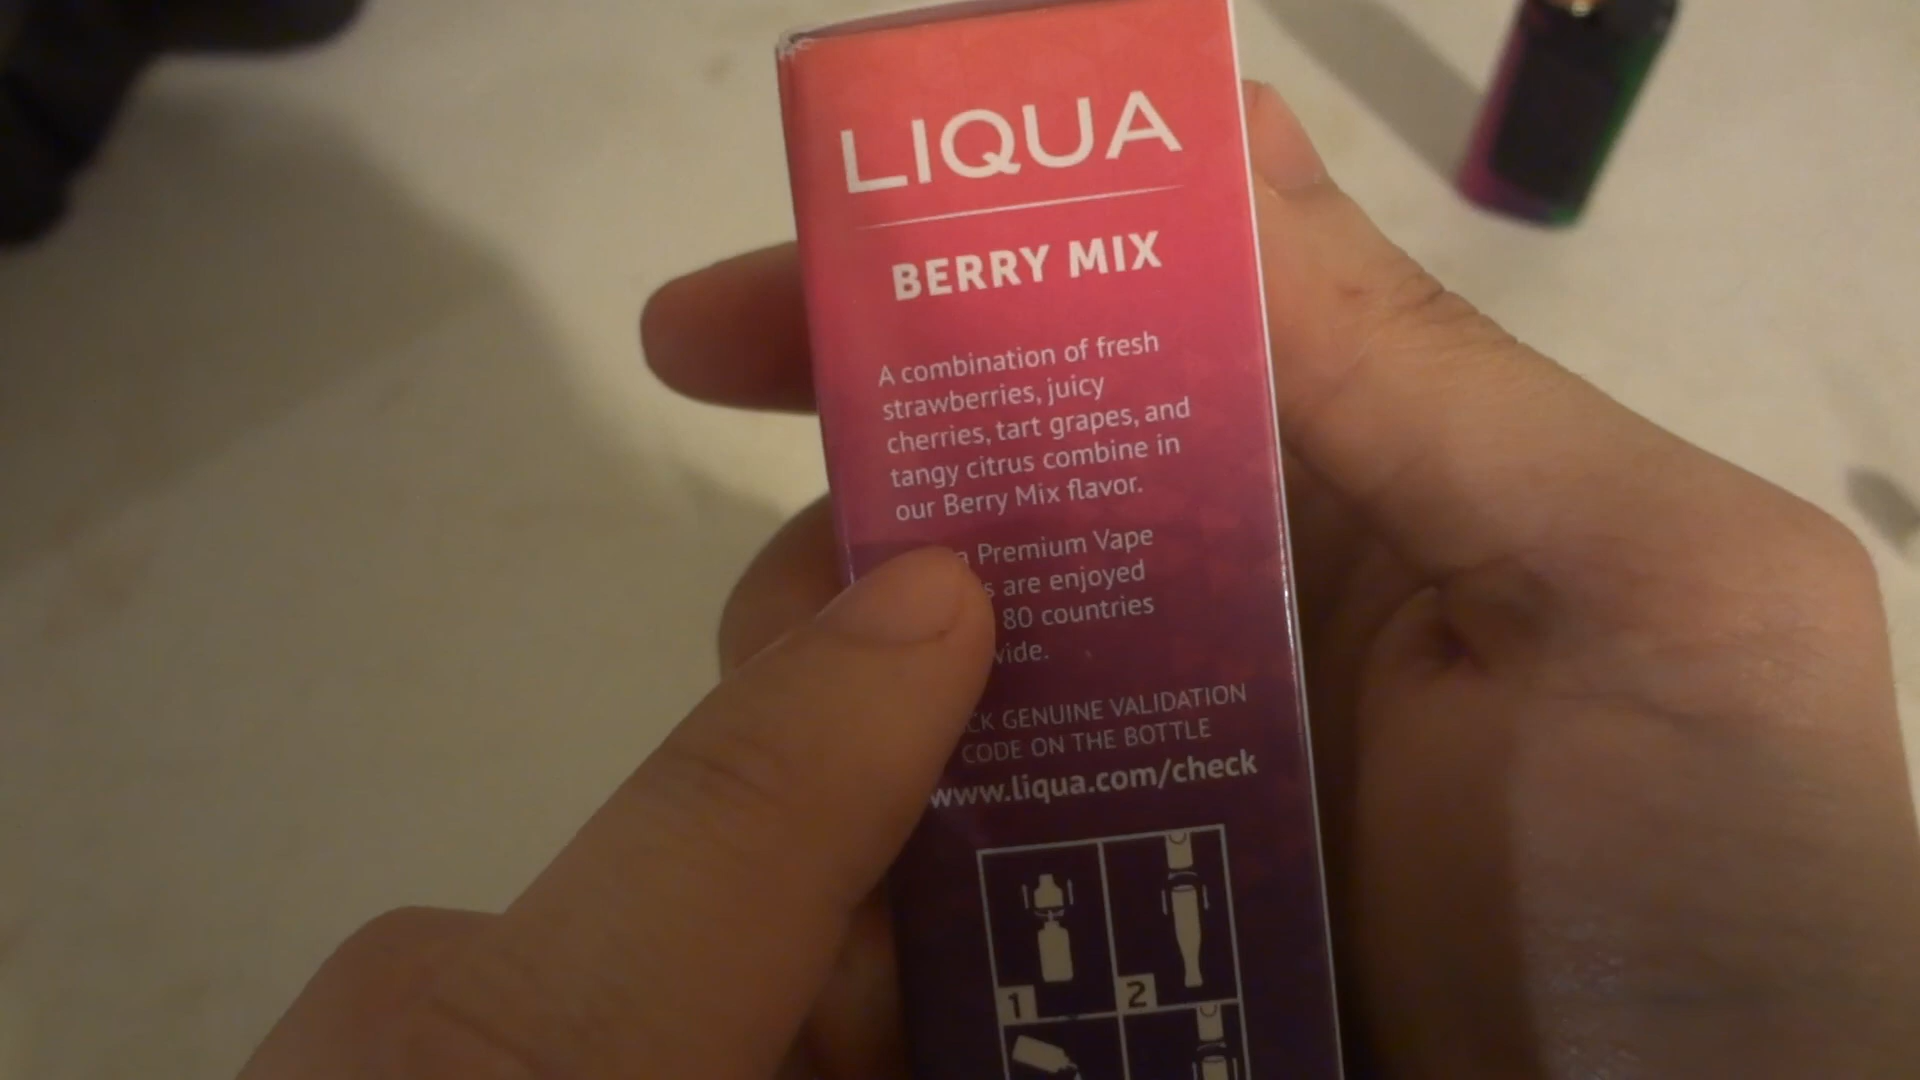 LIQUA
BERRY MIX
A combination of fresh
strawberries, juicy
cherries, tart grapes, and
tangy citrus combine in
our Berry Mix flavor.
Premium Vape
are enjoyed
80 countries
GENUINE VALIDATION
CODE ON THE BOTTLE
www.liqua.com/check
1
2